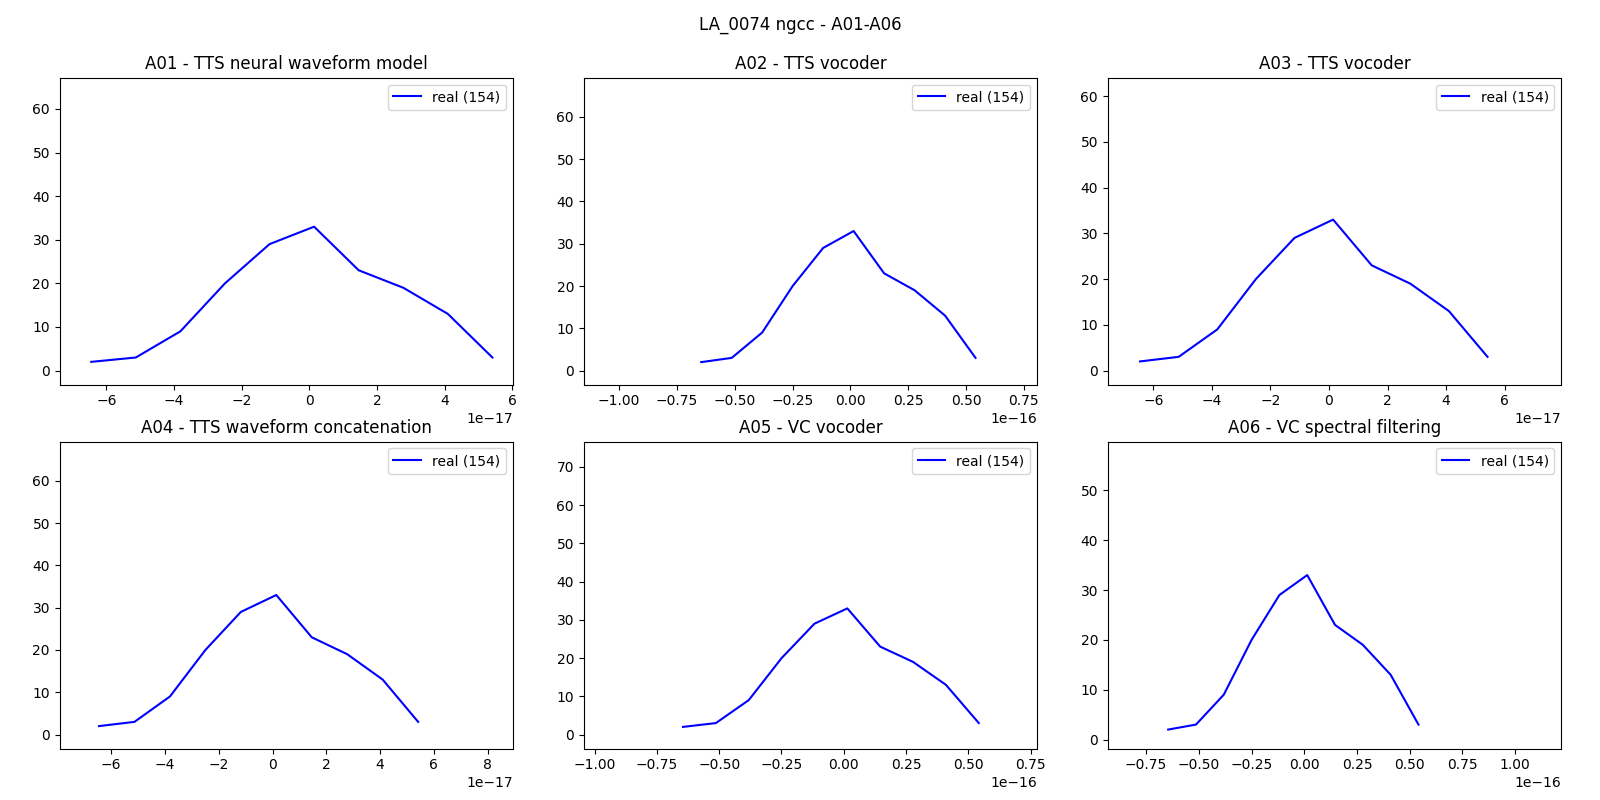 LA_0074 ngcc - A01-A06
A01 - TTS neural waveform model
real (154)
60
50
40
30
20
10
0
−6 −4 −2 0 2 4 6
1e−17
A02 - TTS vocoder
real (154)
60
50
40
30
20
10
0
−1.00 −0.75 −0.50 −0.25 0.00 0.25 0.50 0.75
1e−16
A03 - TTS vocoder
real (154)
60
50
40
30
20
10
0
−6 −4 −2 0 2 4 6
1e−17
A04 - TTS waveform concatenation
real (154)
60
50
40
30
20
10
0
−6 −4 −2 0 2 4 6 8
1e−17
A05 - VC vocoder
real (154)
70
60
50
40
30
20
10
0
−1.00 −0.75 −0.50 −0.25 0.00 0.25 0.50 0.75
1e−16
A06 - VC spectral filtering
real (154)
50
40
30
20
10
0
−0.75 −0.50 −0.25 0.00 0.25 0.50 0.75 1.00
1e−16